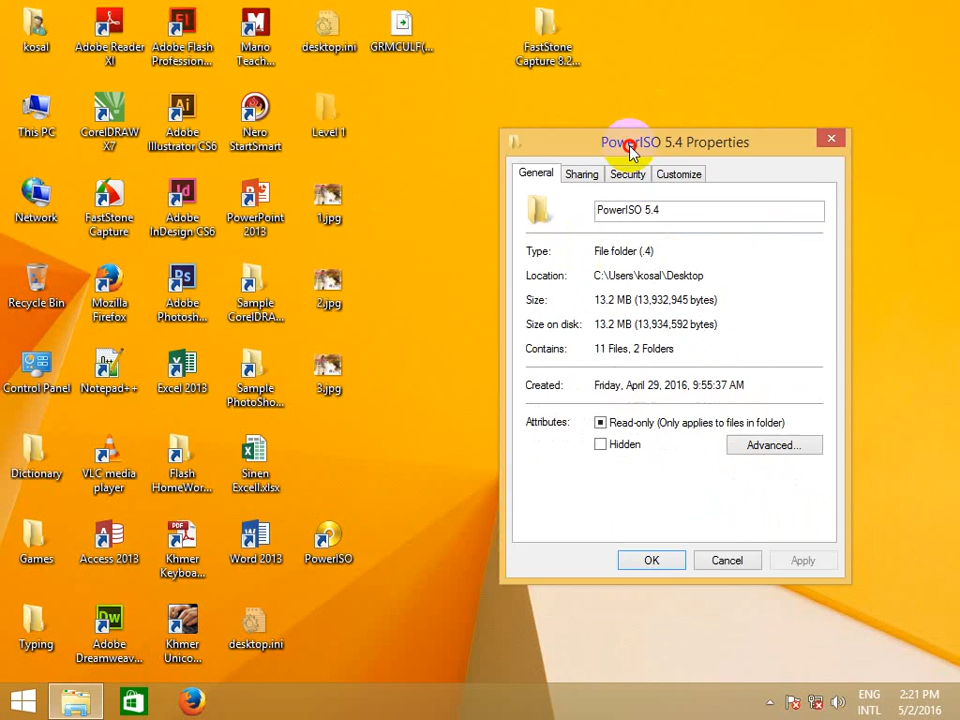 kosal
Adobe Reader
XI
Adobe Flash
Profession...
Mario
Teach...
desktop.ini
GRMCULF(...
FastStone
Capture 8.2...
This PC
CorelDRAW
X7
Adobe
Illustrator CS6
Nero
StartSmart
Level 1
Network
FastStone
Capture
Adobe
InDesign CS6
PowerPoint
2013
1.jpg
Recycle Bin
Mozilla
Firefox
Adobe
Photosh...
Sample
CorelDRA...
2.jpg
Control Panel
Notepad++
Excel 2013
Sample
PhotoSho...
3.jpg
Dictionary
VLC media
player
Flash
HomeWor...
Sinen
Excell.xlsx
Games
Access 2013
Khmer
Keyboa...
Word 2013
PowerISO
Typing
Adobe
Dreamweav...
Khmer
Unico...
desktop.ini
PowerISO 5.4 Properties
General Sharing Security Customize
PowerISO 5.4
Type: File folder (.4)
Location: C:\Users\kosal\Desktop
Size: 13.2 MB (13,932,945 bytes)
Size on disk: 13.2 MB (13,934,592 bytes)
Contains: 11 Files, 2 Folders
Created: Friday, April 29, 2016, 9:55:37 AM
Attributes: Read-only (Only applies to files in folder)
Hidden Advanced...
OK Cancel Apply
ENG 2:21 PM
INTL 5/2/2016